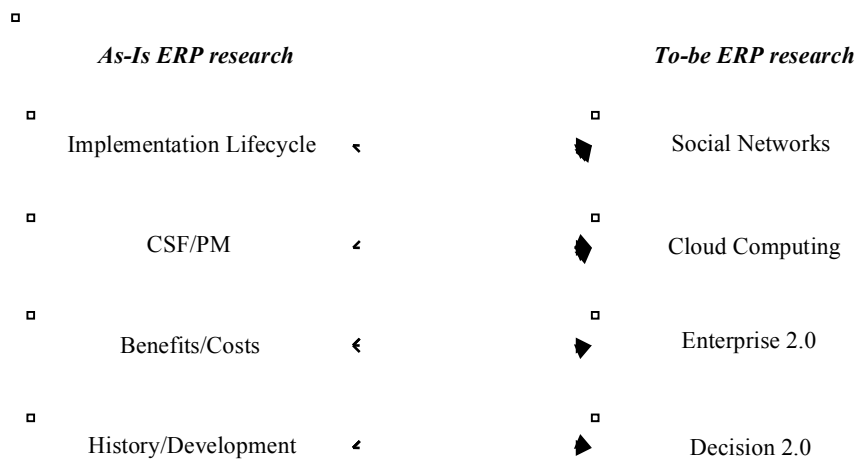 As-Is ERP research To-be ERP research
Implementation Lifecycle Social Networks
CSF/PM Cloud Computing
Benefits/Costs Enterprise 2.0
History/Development Decision 2.0